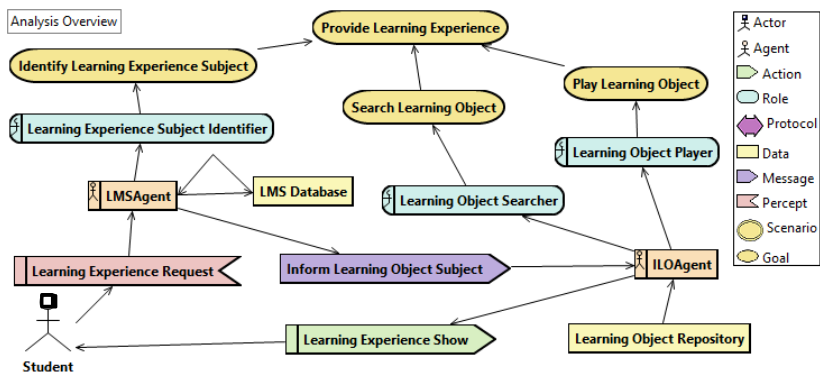 Analysis Overview
Provide Learning Experience
Identify Learning Experience Subject
Play Learning Object
Search Learning Object
Learning Experience Subject Identifier
Learning Object Player
LMSAgent
LMS Database
Learning Object Searcher
Learning Experience Request
Inform Learning Object Subject
ILOAgent
Learning Experience Show
Learning Object Repository
Student
Actor
Agent
Action
Role
Protocol
Data
Message
Percept
Scenario
Goal